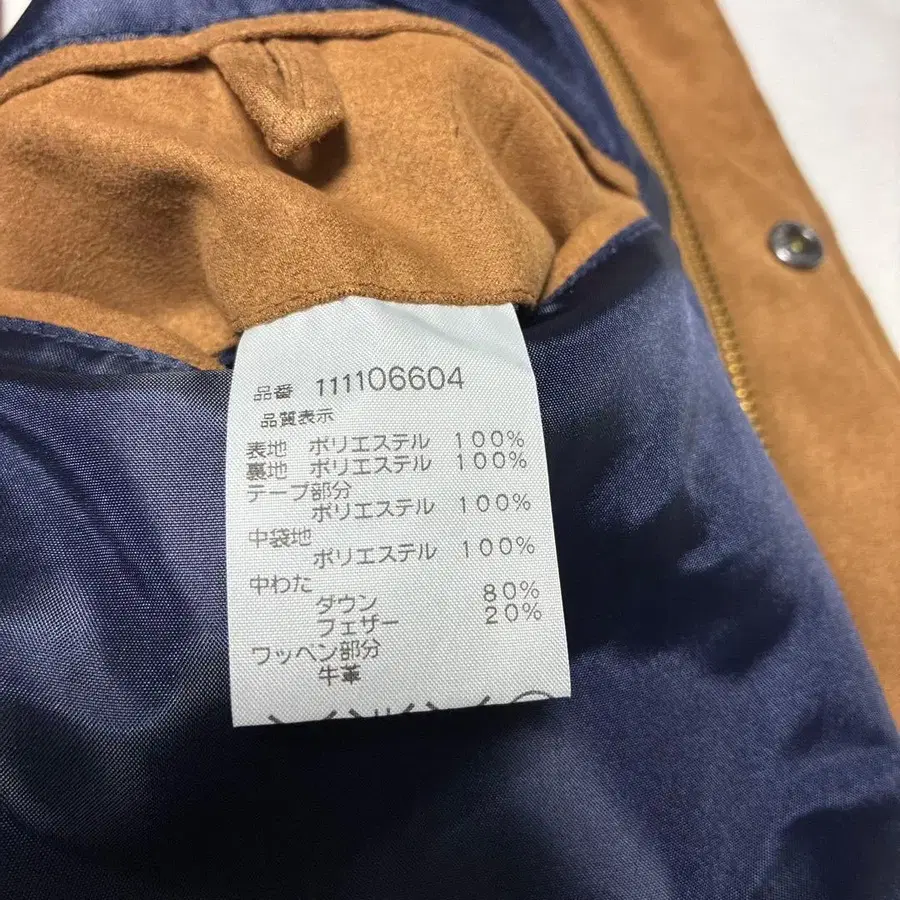 品番 111106604
品質表示
表地 ポリエステル 100%
裏地 ポリエステル 100%
テープ部分
ポリエステル 100%
中袋地
ポリエステル 100%
中わた
ダウン 80%
フェザー 20%
ワッペン部分
牛革